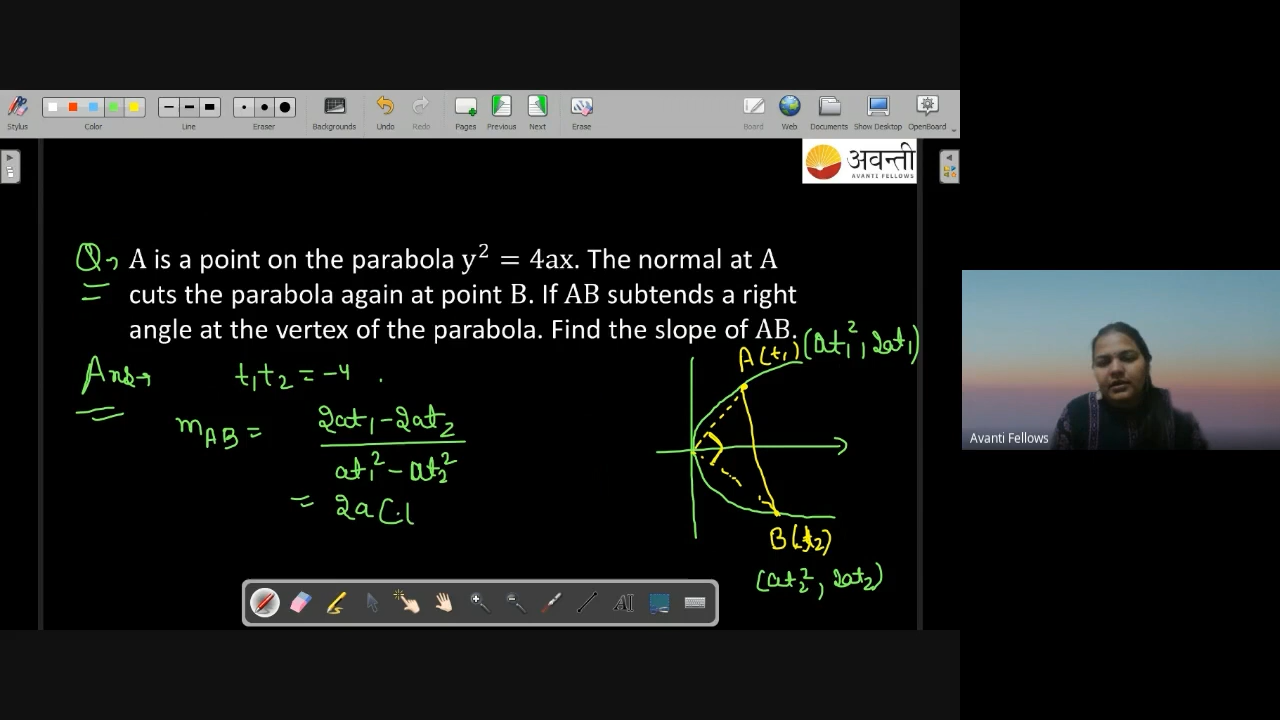 Stylus
Color
Line
Eraser
Backgrounds
Undo
Redo
Pages
Previous
Next
Erase
Board
Web
Documents
Show Desktop
OpenBoard
अवन्ती
AVANTI FELLOWS
Q→ A is a point on the parabola y² = 4ax. The normal at A
cuts the parabola again at point B. If AB subtends a right
angle at the vertex of the parabola. Find the slope of AB.
Ans→ t₁t₂ = -4 .
m_AB = (2at₁ - 2at₂) / (at₁² - at₂²)
= 2a(t
A(t₁) (at₁², 2at₁)
B(t₂)
(at₂², 2at₂)
AI
Avanti Fellows